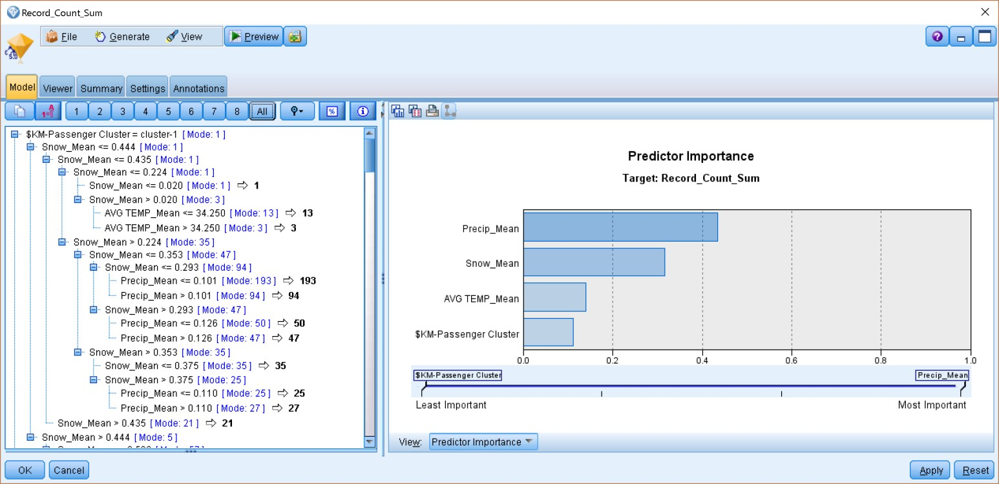 Record_Count_Sum
File Generate View Preview
C 5.0
Model Viewer Summary Settings Annotations
1 2 3 4 5 6 7 8 All % i
$KM-Passenger Cluster = cluster-1 [ Mode: 1 ]
Snow_Mean <= 0.444 [ Mode: 1 ]
Snow_Mean <= 0.435 [ Mode: 1 ]
Snow_Mean <= 0.224 [ Mode: 1 ]
Snow_Mean <= 0.020 [ Mode: 1 ] ⇨ 1
Snow_Mean > 0.020 [ Mode: 3 ]
AVG TEMP_Mean <= 34.250 [ Mode: 13 ] ⇨ 13
AVG TEMP_Mean > 34.250 [ Mode: 3 ] ⇨ 3
Snow_Mean > 0.224 [ Mode: 35 ]
Snow_Mean <= 0.353 [ Mode: 47 ]
Snow_Mean <= 0.293 [ Mode: 94 ]
Precip_Mean <= 0.101 [ Mode: 193 ] ⇨ 193
Precip_Mean > 0.101 [ Mode: 94 ] ⇨ 94
Snow_Mean > 0.293 [ Mode: 47 ]
Precip_Mean <= 0.126 [ Mode: 50 ] ⇨ 50
Precip_Mean > 0.126 [ Mode: 47 ] ⇨ 47
Snow_Mean > 0.353 [ Mode: 35 ]
Snow_Mean <= 0.375 [ Mode: 35 ] ⇨ 35
Snow_Mean > 0.375 [ Mode: 25 ]
Precip_Mean <= 0.110 [ Mode: 25 ] ⇨ 25
Precip_Mean > 0.110 [ Mode: 27 ] ⇨ 27
Snow_Mean > 0.435 [ Mode: 21 ] ⇨ 21
Snow_Mean > 0.444 [ Mode: 5 ]
Predictor Importance
Target: Record_Count_Sum
Precip_Mean
Snow_Mean
AVG TEMP_Mean
$KM-Passenger Cluster
0.0 0.2 0.4 0.6 0.8 1.0
$KM-Passenger Cluster Precip_Mean
Least Important Most Important
View: Predictor Importance
OK Cancel Apply Reset